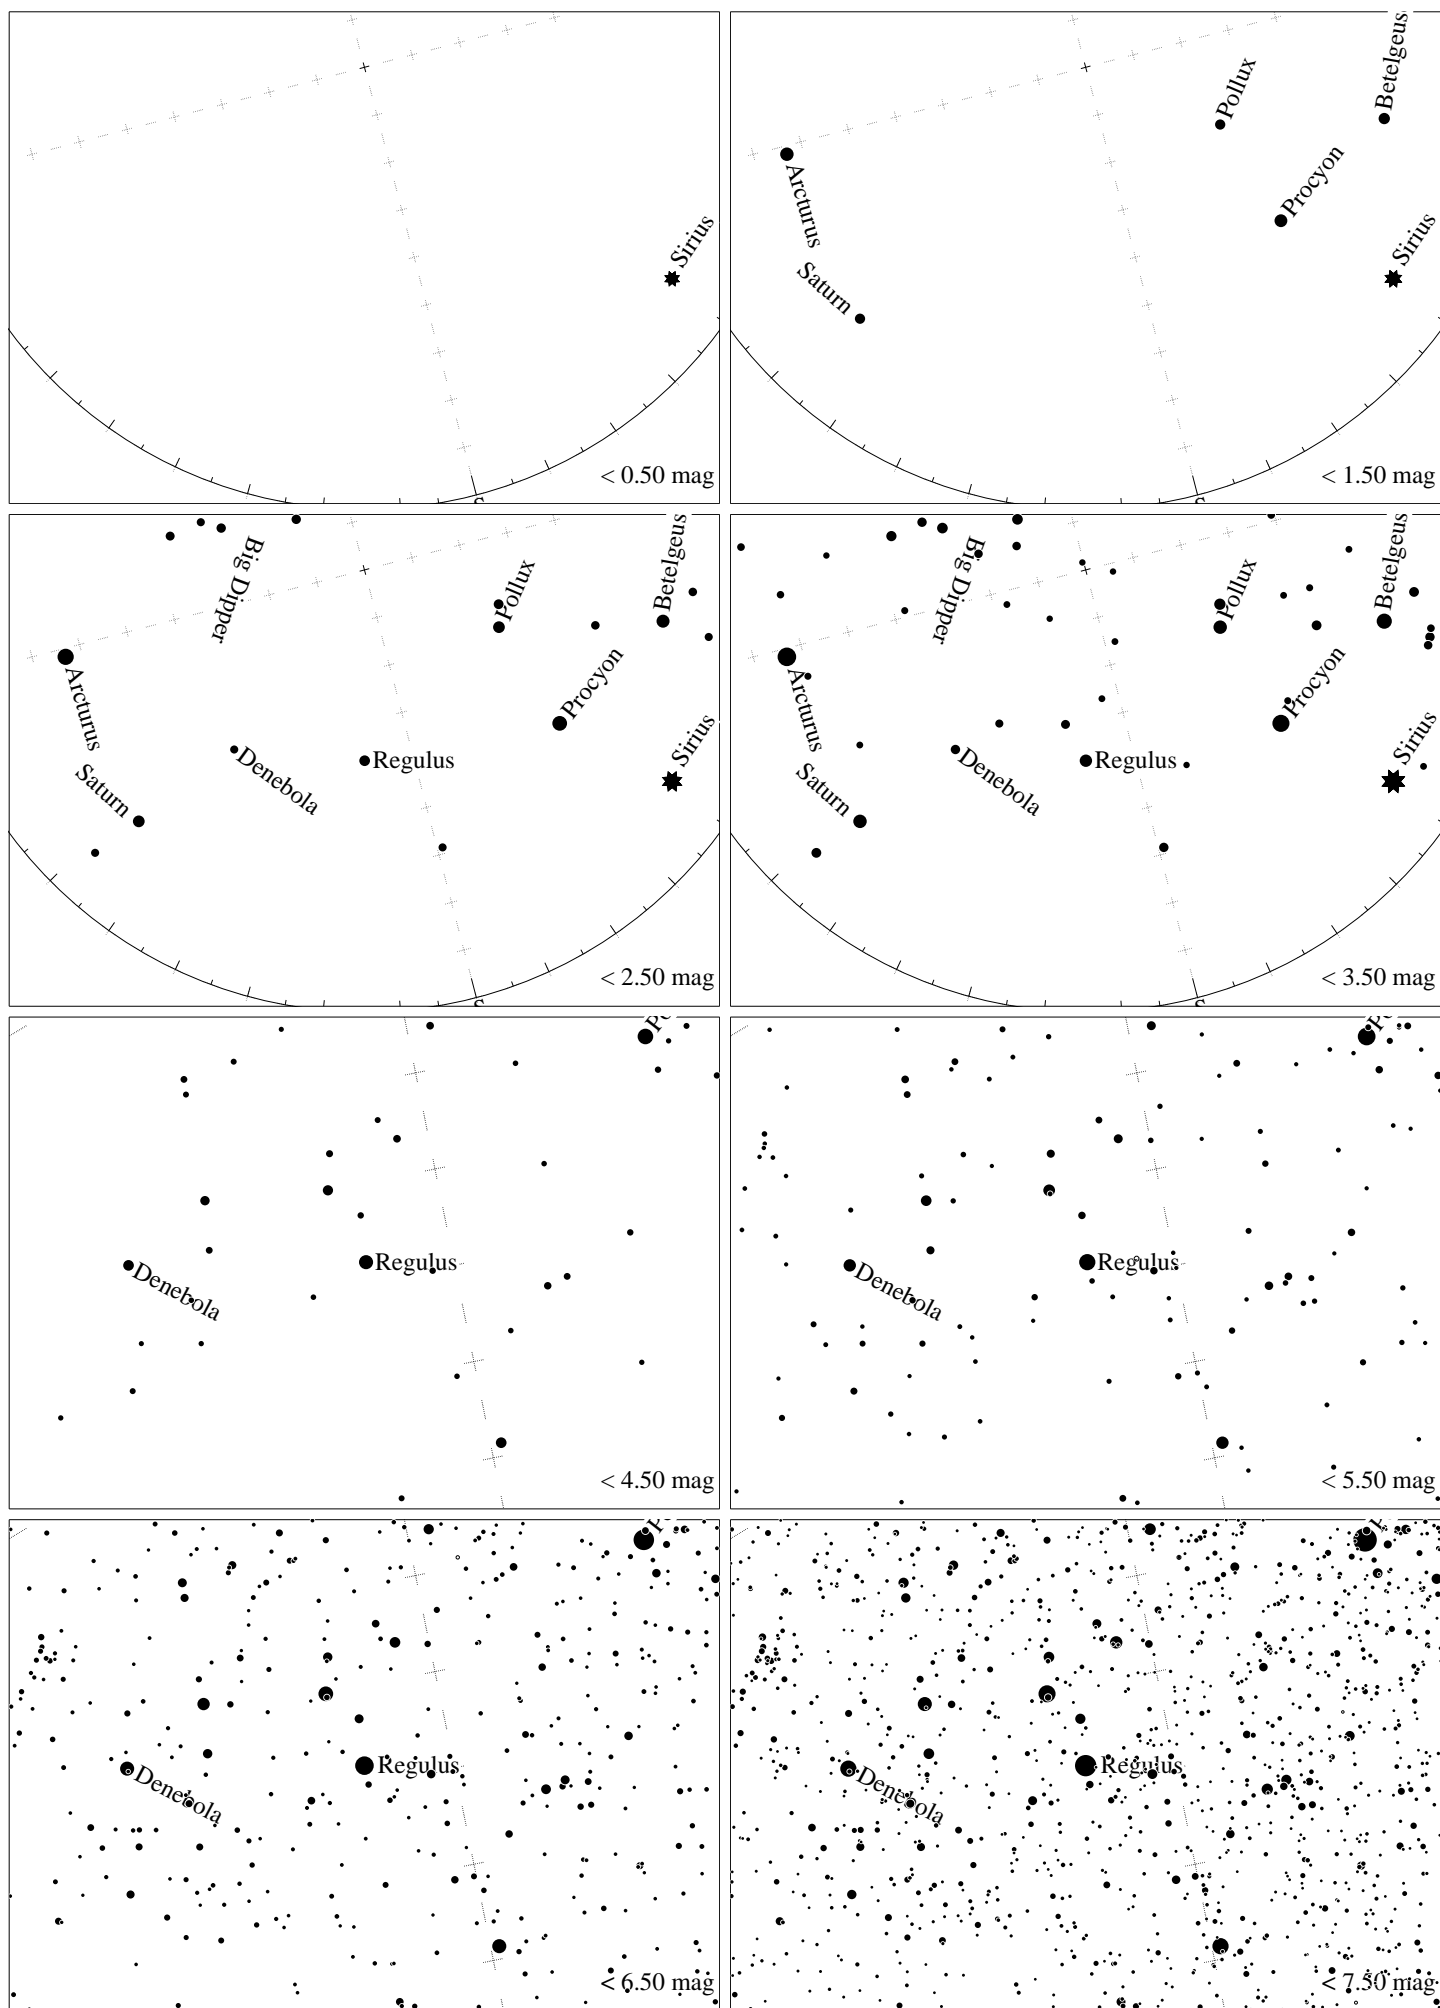 Sirius
< 0.50 mag
S
Pollux
Betelgeus
Arcturus
Procyon
Saturn
Sirius
< 1.50 mag
S
Big Dipper
Pollux
Betelgeus
Arcturus
Procyon
Denebola
Regulus
Saturn
Sirius
< 2.50 mag
S
Big Dipper
Pollux
Betelgeus
Arcturus
Procyon
Denebola
Regulus
Saturn
Sirius
< 3.50 mag
S
Po
Denebola
Regulus
< 4.50 mag
P
Denebola
Regulus
< 5.50 mag
P
Denebola
Regulus
< 6.50 mag
Denebola
Regulus
< 7.50 mag